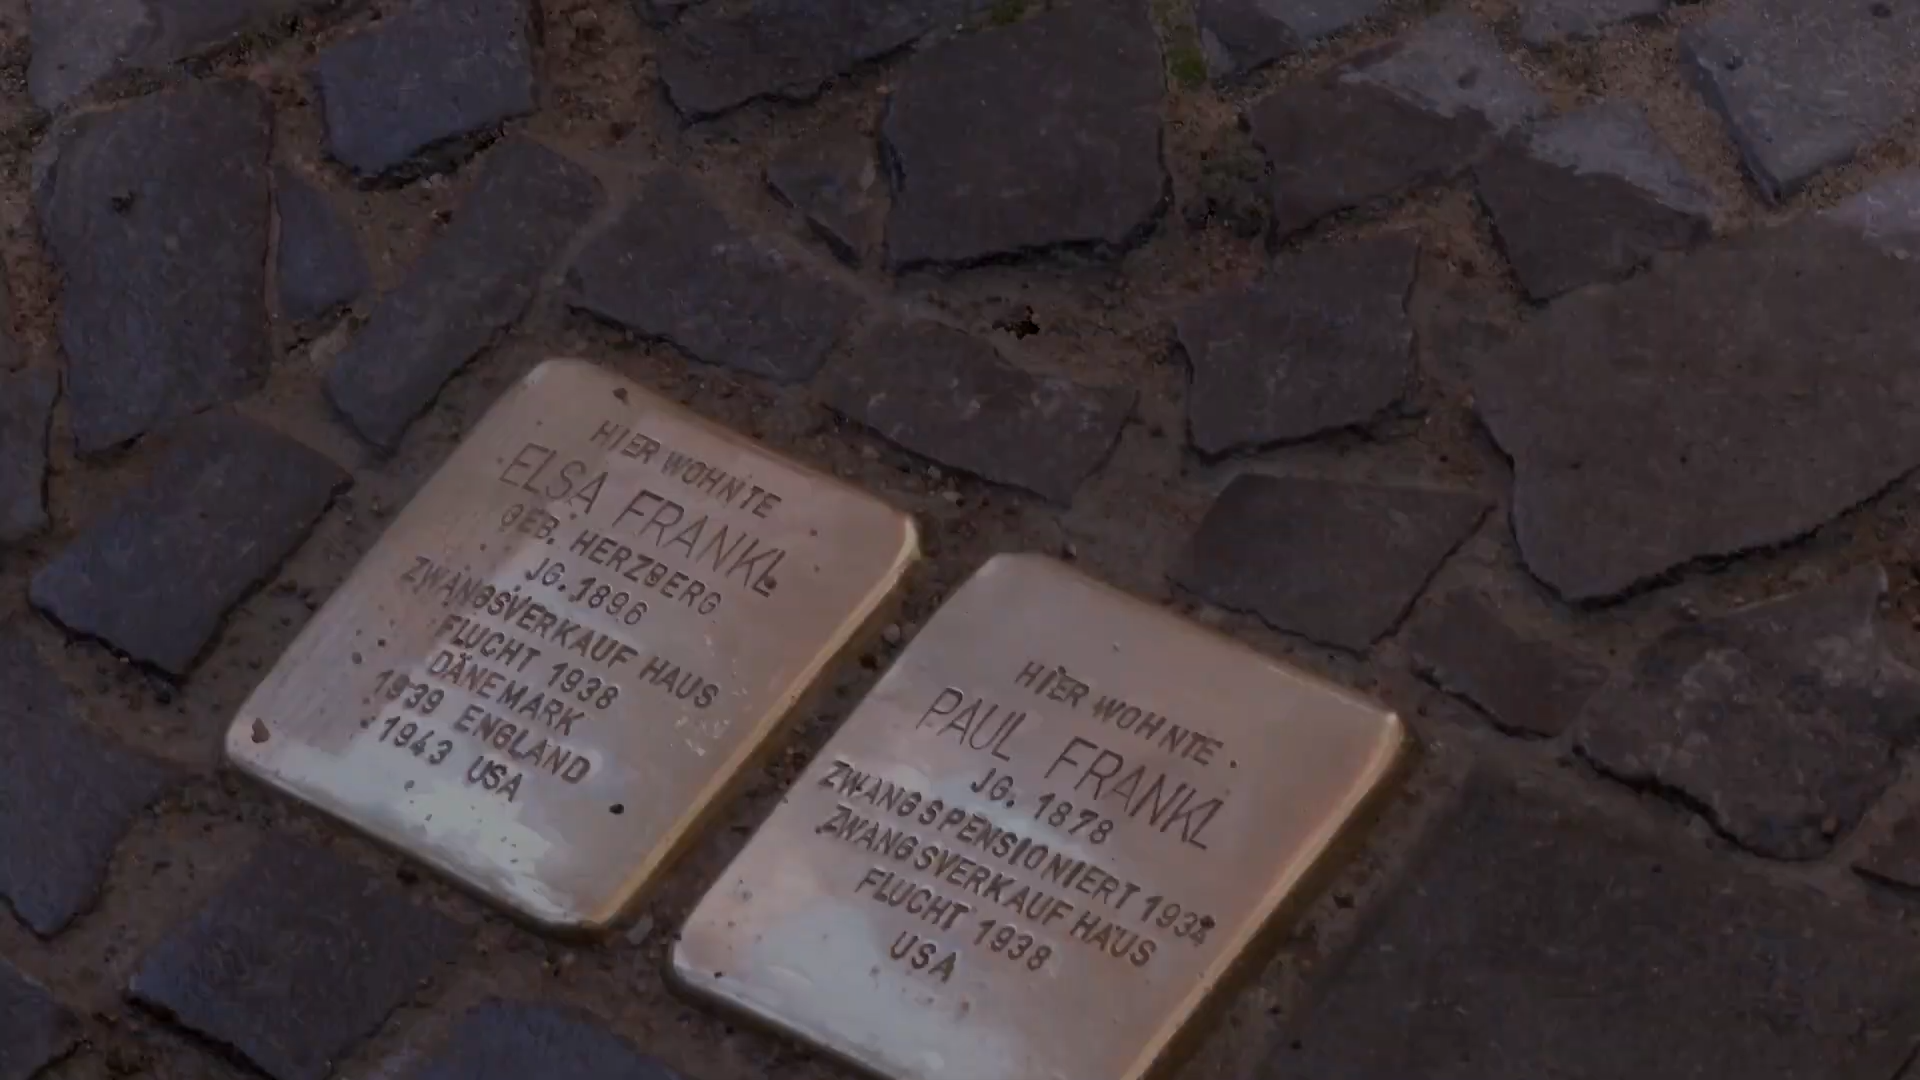 HIER WOHNTE
ELSA FRANKL
GEB. HERZBERG
JG. 1896
ZWANGSVERKAUF HAUS
FLUCHT 1938
DÄNEMARK
1939 ENGLAND
1943 USA
HIER WOHNTE
PAUL FRANKL
JG. 1878
ZWANGSPENSIONIERT 1934
ZWANGSVERKAUF HAUS
FLUCHT 1938
USA